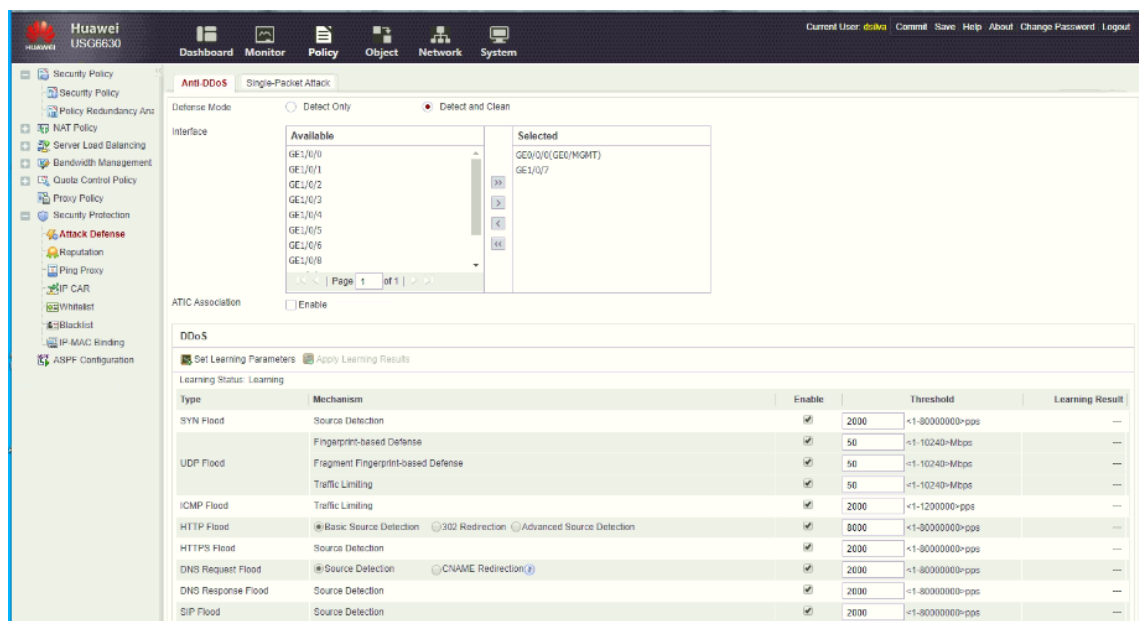 Huawei
USG6630
HUAWEI
Dashboard Monitor Policy Object Network System
Current User: dsilva Commit Save Help About Change Password Logout
Security Policy
Security Policy
Policy Redundancy Ana
NAT Policy
Server Load Balancing
Bandwidth Management
Quota Control Policy
Proxy Policy
Security Protection
Attack Defense
Reputation
Ping Proxy
IP CAR
Whitelist
Blacklist
IP-MAC Binding
ASPF Configuration
Anti-DDoS Single-Packet Attack
Defense Mode Detect Only Detect and Clean
Interface
Available
GE1/0/0
GE1/0/1
GE1/0/2
GE1/0/3
GE1/0/4
GE1/0/5
GE1/0/6
GE1/0/8
Page 1 of 1
>>
>
<
<<
Selected
GE0/0/0(GE0/MGMT)
GE1/0/7
ATIC Association Enable
DDoS
Set Learning Parameters Apply Learning Results
Learning Status: Learning
Type Mechanism Enable Threshold Learning Result
SYN Flood Source Detection 2000 <1-80000000>pps ---
Fingerprint-based Defense 50 <1-10240>Mbps ---
UDP Flood Fragment Fingerprint-based Defense 50 <1-10240>Mbps ---
Traffic Limiting 50 <1-10240>Mbps ---
ICMP Flood Traffic Limiting 2000 <1-1200000>pps ---
HTTP Flood Basic Source Detection 302 Redirection Advanced Source Detection 8000 <1-80000000>pps ---
HTTPS Flood Source Detection 2000 <1-80000000>pps ---
DNS Request Flood Source Detection CNAME Redirection 2000 <1-80000000>pps ---
DNS Response Flood Source Detection 2000 <1-80000000>pps ---
SIP Flood Source Detection 2000 <1-80000000>pps ---